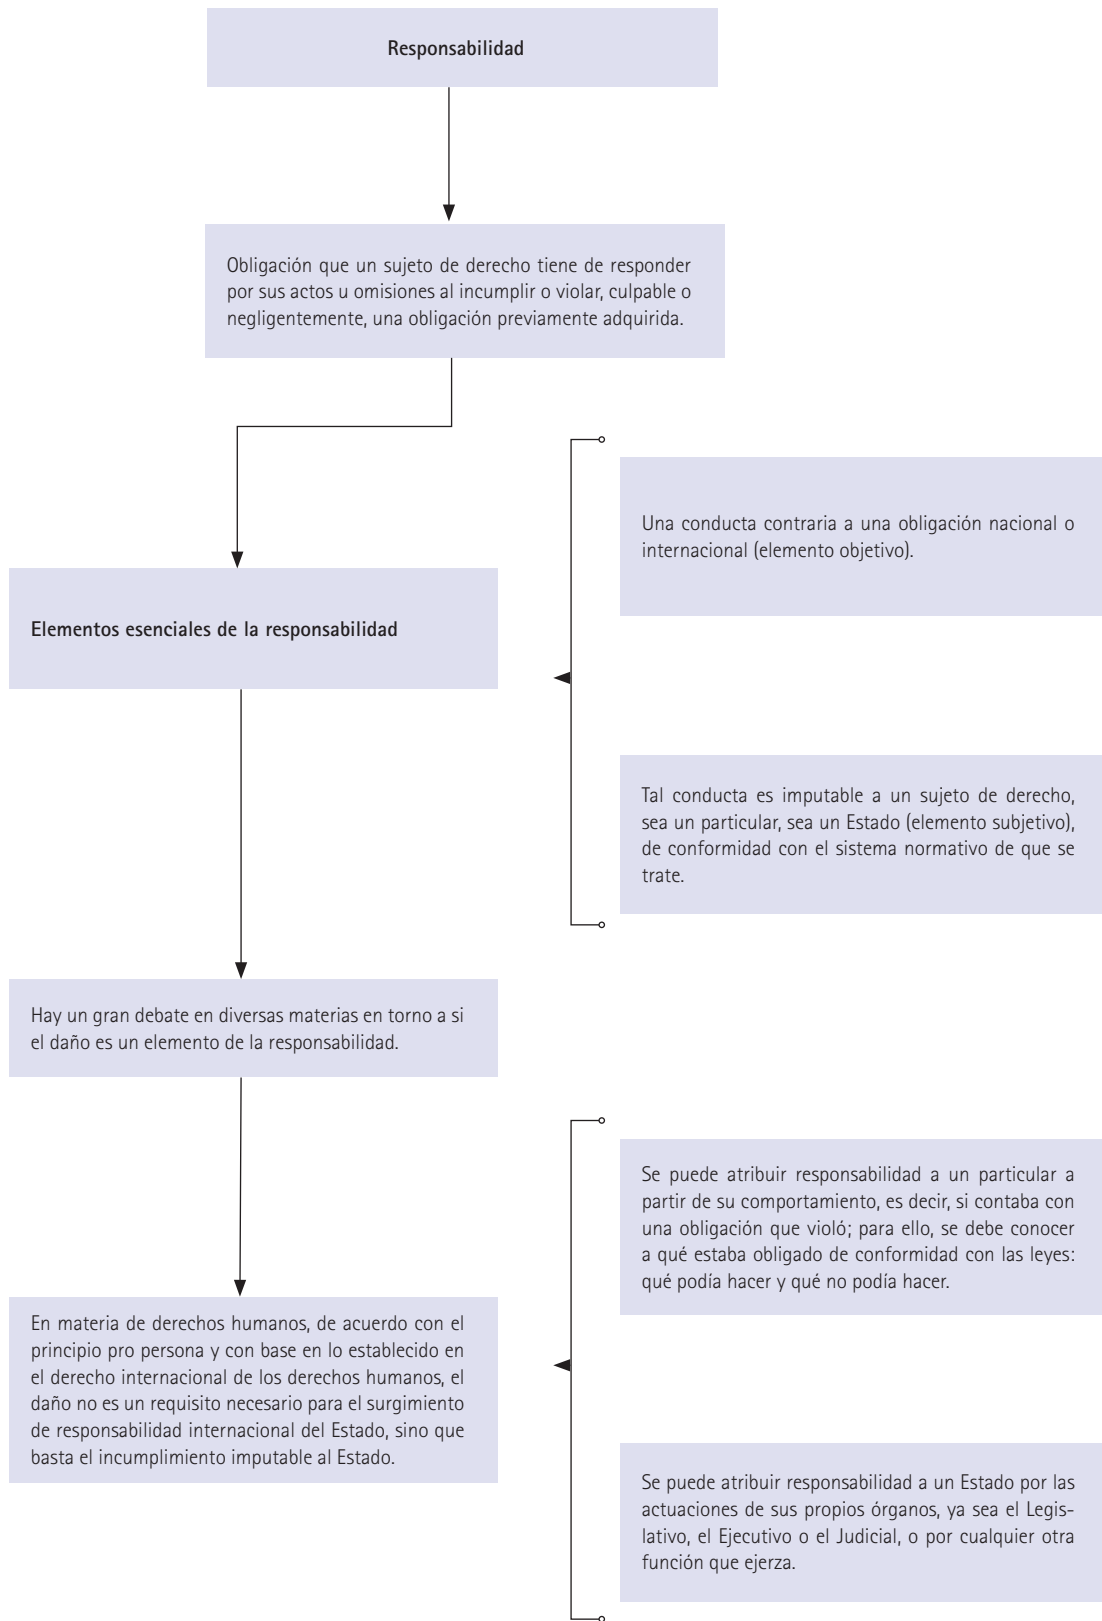 Responsabilidad
Obligación que un sujeto de derecho tiene de responder
por sus actos u omisiones al incumplir o violar, culpable o
negligentemente, una obligación previamente adquirida.
Elementos esenciales de la responsabilidad
Una conducta contraria a una obligación nacional o
internacional (elemento objetivo).
Tal conducta es imputable a un sujeto de derecho,
sea un particular, sea un Estado (elemento subjetivo),
de conformidad con el sistema normativo de que se
trate.
Hay un gran debate en diversas materias en torno a si
el daño es un elemento de la responsabilidad.
En materia de derechos humanos, de acuerdo con el
principio pro persona y con base en lo establecido en
el derecho internacional de los derechos humanos, el
daño no es un requisito necesario para el surgimiento
de responsabilidad internacional del Estado, sino que
basta el incumplimiento imputable al Estado.
Se puede atribuir responsabilidad a un particular a
partir de su comportamiento, es decir, si contaba con
una obligación que violó; para ello, se debe conocer
a qué estaba obligado de conformidad con las leyes:
qué podía hacer y qué no podía hacer.
Se puede atribuir responsabilidad a un Estado por las
actuaciones de sus propios órganos, ya sea el Legis-
lativo, el Ejecutivo o el Judicial, o por cualquier otra
función que ejerza.